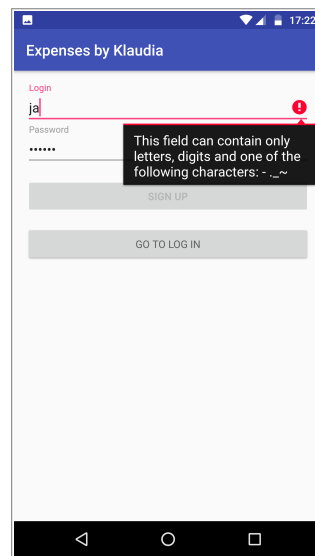 17:22
Expenses by Klaudia
Login
ja
Password
••••••
This field can contain only
letters, digits and one of the
following characters: - ._~
SIGN UP
GO TO LOG IN